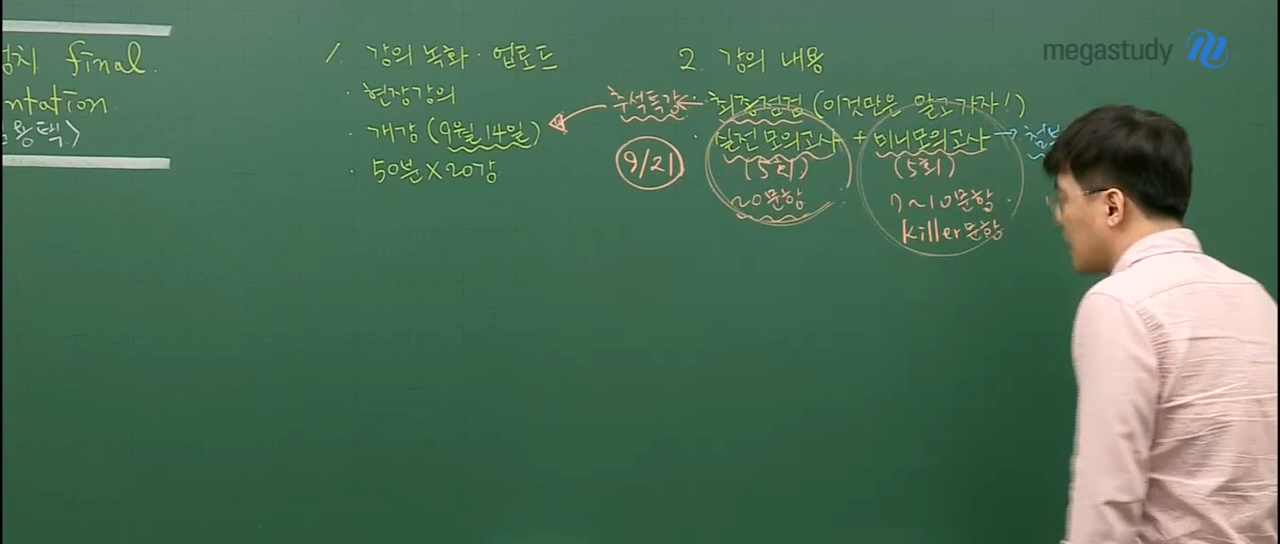 megastudy
final
ntation
1. 강의 녹화 · 업로드
· 현장강의
· 개강 (9월 14일)
· 50분 X 20강
2. 강의 내용
추석특강 ← · 최종점검 (이것만은 알고가자!)
9/21
· 실전모의고사 + 미니모의고사 →
(5회) (5회)
20문항 7~10문항
killer문항